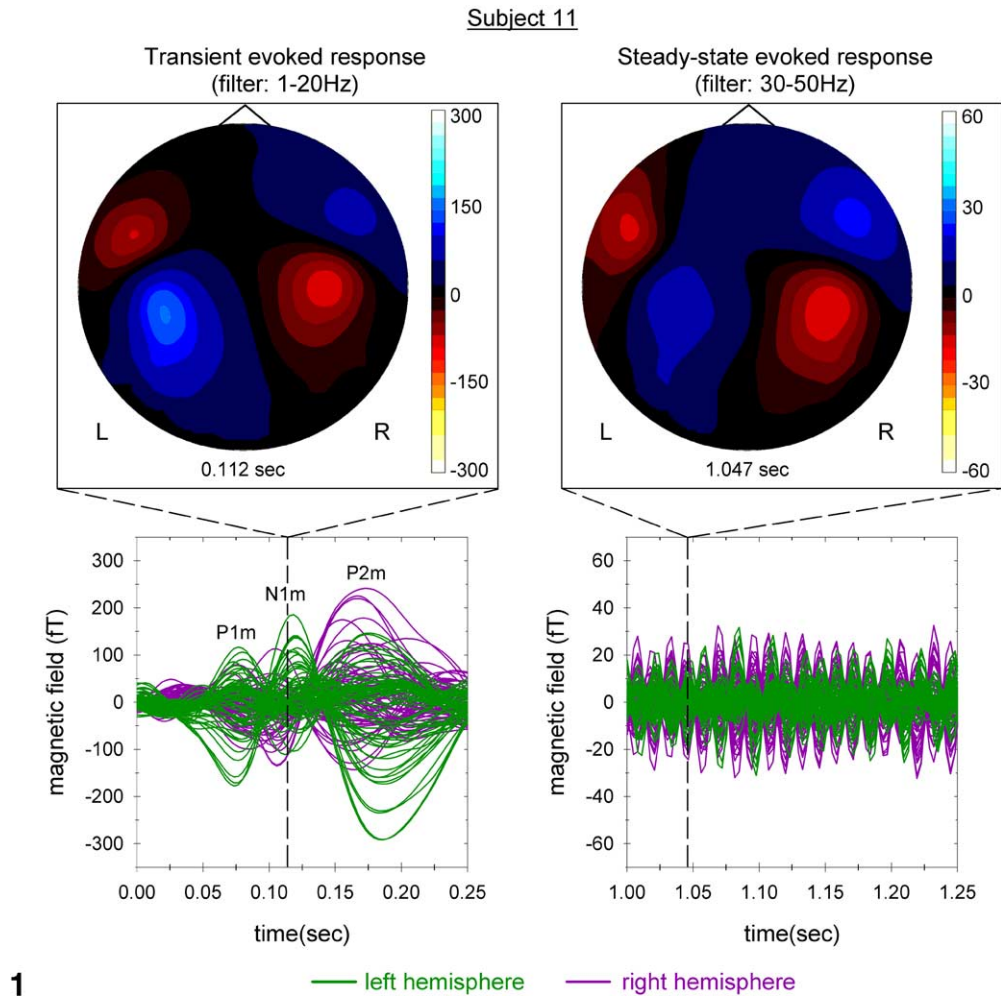 Subject 11
Transient evoked response
(filter: 1-20Hz)
Steady-state evoked response
(filter: 30-50Hz)
300
150
0
-150
-300
L
R
0.112 sec
60
30
0
-30
-60
L
R
1.047 sec
300
200
100
0
-100
-200
-300
magnetic field (fT)
P1m
N1m
P2m
0.00
0.05
0.10
0.15
0.20
0.25
time(sec)
60
40
20
0
-20
-40
-60
magnetic field (fT)
1.00
1.05
1.10
1.15
1.20
1.25
time(sec)
1
left hemisphere
right hemisphere